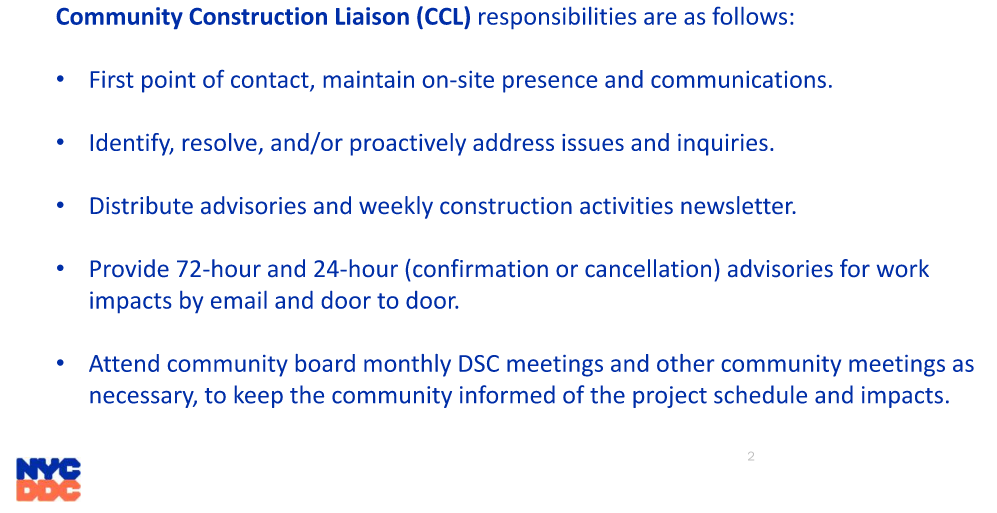 Community Construction Liaison (CCL) responsibilities are as follows:
• First point of contact, maintain on-site presence and communications.
• Identify, resolve, and/or proactively address issues and inquiries.
• Distribute advisories and weekly construction activities newsletter.
• Provide 72-hour and 24-hour (confirmation or cancellation) advisories for work
impacts by email and door to door.
• Attend community board monthly DSC meetings and other community meetings as
necessary, to keep the community informed of the project schedule and impacts.
2
NYC
DDC